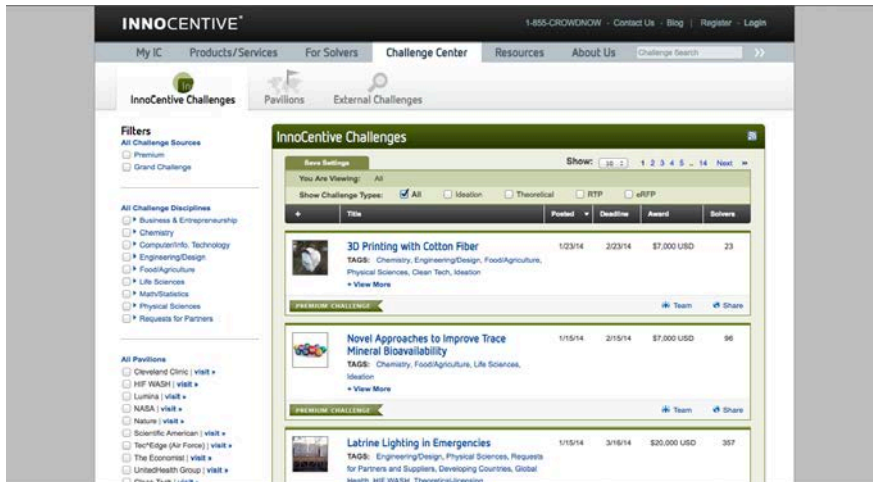 INNOCENTIVE®
1-855-CROWDNOW - Contact Us - Blog | Register - Login
My IC Products/Services For Solvers Challenge Center Resources About Us Challenge Search »
InnoCentive Challenges Pavilions External Challenges
Filters
All Challenge Sources
Premium
Grand Challenge
All Challenge Disciplines
Business & Entrepreneurship
Chemistry
Computer/Info. Technology
Engineering/Design
Food/Agriculture
Life Sciences
Math/Statistics
Physical Sciences
Requests for Partners
All Pavilions
Cleveland Clinic | visit »
HIF WASH | visit »
Lumina | visit »
NASA | visit »
Nature | visit »
Scientific American | visit »
Tec^Edge (Air Force) | visit »
The Economist | visit »
UnitedHealth Group | visit »
Clean Tech | visit »
InnoCentive Challenges
Save Settings Show: 10 1 2 3 4 5 .. 14 Next »
You Are Viewing: All
Show Challenge Types: All Ideation Theoretical RTP eRFP
+ Title Posted Deadline Award Solvers
3D Printing with Cotton Fiber 1/23/14 2/23/14 $7,000 USD 23
TAGS: Chemistry, Engineering/Design, Food/Agriculture,
Physical Sciences, Clean Tech, Ideation
+ View More
PREMIUM CHALLENGE Team Share
Novel Approaches to Improve Trace 1/15/14 2/15/14 $7,000 USD 96
Mineral Bioavailability
TAGS: Chemistry, Food/Agriculture, Life Sciences,
Ideation
+ View More
PREMIUM CHALLENGE Team Share
Latrine Lighting in Emergencies 1/15/14 3/16/14 $20,000 USD 357
TAGS: Engineering/Design, Physical Sciences, Requests
for Partners and Suppliers, Developing Countries, Global
Health, HIF WASH, Theoretical-licensing